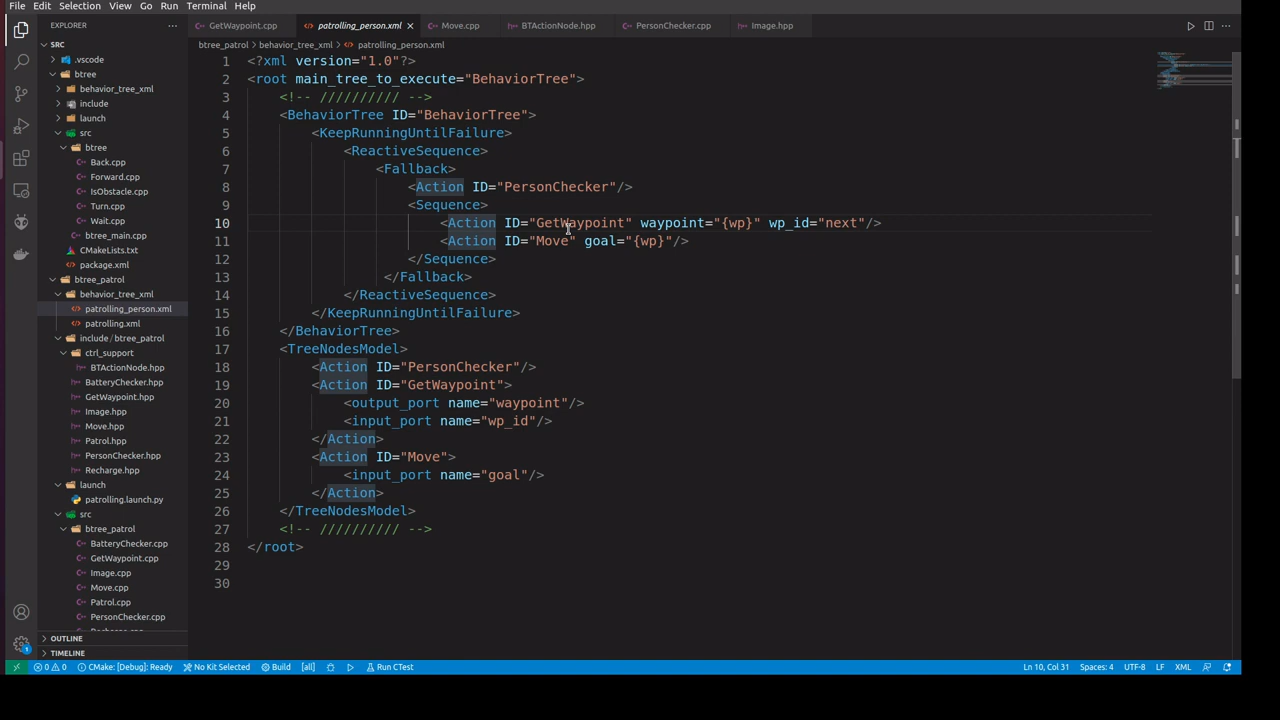 File Edit Selection View Go Run Terminal Help
EXPLORER
GetWaypoint.cpp
patrolling_person.xml
Move.cpp
BTActionNode.hpp
PersonChecker.cpp
Image.hpp
btree_patrol > behavior_tree_xml > patrolling_person.xml
SRC
.vscode
btree
behavior_tree_xml
include
launch
src
btree
Back.cpp
Forward.cpp
IsObstacle.cpp
Turn.cpp
Wait.cpp
btree_main.cpp
CMakeLists.txt
package.xml
btree_patrol
behavior_tree_xml
patrolling_person.xml
patrolling.xml
include/btree_patrol
ctrl_support
BTActionNode.hpp
BatteryChecker.hpp
GetWaypoint.hpp
Image.hpp
Move.hpp
Patrol.hpp
PersonChecker.hpp
Recharge.hpp
launch
patrolling.launch.py
src
btree_patrol
BatteryChecker.cpp
GetWaypoint.cpp
Image.cpp
Move.cpp
Patrol.cpp
PersonChecker.cpp
OUTLINE
TIMELINE
1 <?xml version="1.0"?>
2 <root main_tree_to_execute="BehaviorTree">
3 <!-- ////////// -->
4 <BehaviorTree ID="BehaviorTree">
5 <KeepRunningUntilFailure>
6 <ReactiveSequence>
7 <Fallback>
8 <Action ID="PersonChecker"/>
9 <Sequence>
10 <Action ID="GetWaypoint" waypoint="{wp}" wp_id="next"/>
11 <Action ID="Move" goal="{wp}"/>
12 </Sequence>
13 </Fallback>
14 </ReactiveSequence>
15 </KeepRunningUntilFailure>
16 </BehaviorTree>
17 <TreeNodesModel>
18 <Action ID="PersonChecker"/>
19 <Action ID="GetWaypoint">
20 <output_port name="waypoint"/>
21 <input_port name="wp_id"/>
22 </Action>
23 <Action ID="Move">
24 <input_port name="goal"/>
25 </Action>
26 </TreeNodesModel>
27 <!-- ////////// -->
28 </root>
29
30
0 0 CMake: [Debug]: Ready No Kit Selected Build [all] Run CTest Ln 10, Col 31 Spaces: 4 UTF-8 LF XML